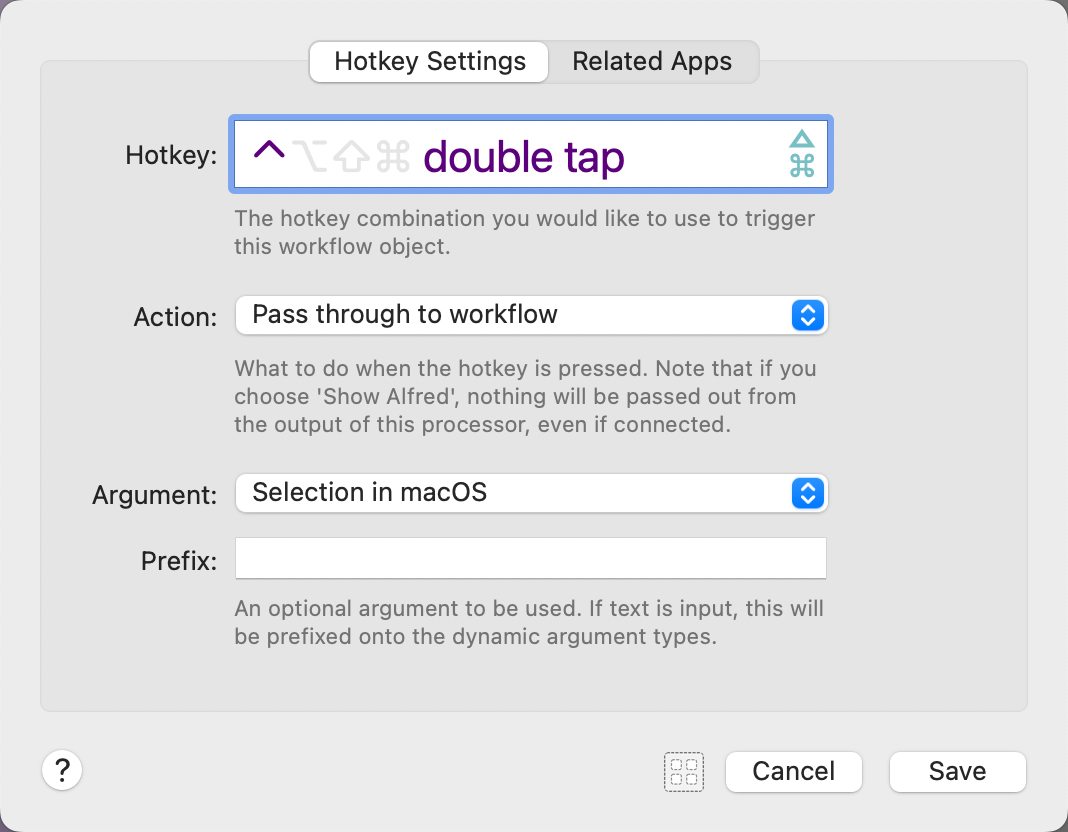 Hotkey Settings
Related Apps
Hotkey:
⌃⌥⇧⌘ double tap
The hotkey combination you would like to use to trigger
this workflow object.
Action:
Pass through to workflow
What to do when the hotkey is pressed. Note that if you
choose 'Show Alfred', nothing will be passed out from
the output of this processor, even if connected.
Argument:
Selection in macOS
Prefix:
An optional argument to be used. If text is input, this will
be prefixed onto the dynamic argument types.
?
Cancel
Save